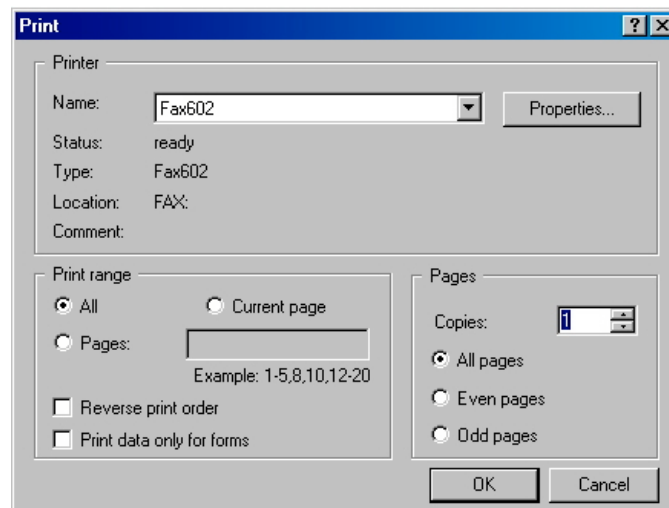 Print
Printer
Name: Fax602 Properties...
Status: ready
Type: Fax602
Location: FAX:
Comment:
Print range
All Current page
Pages:
Example: 1-5,8,10,12-20
Reverse print order
Print data only for forms
Pages
Copies: 1
All pages
Even pages
Odd pages
OK Cancel